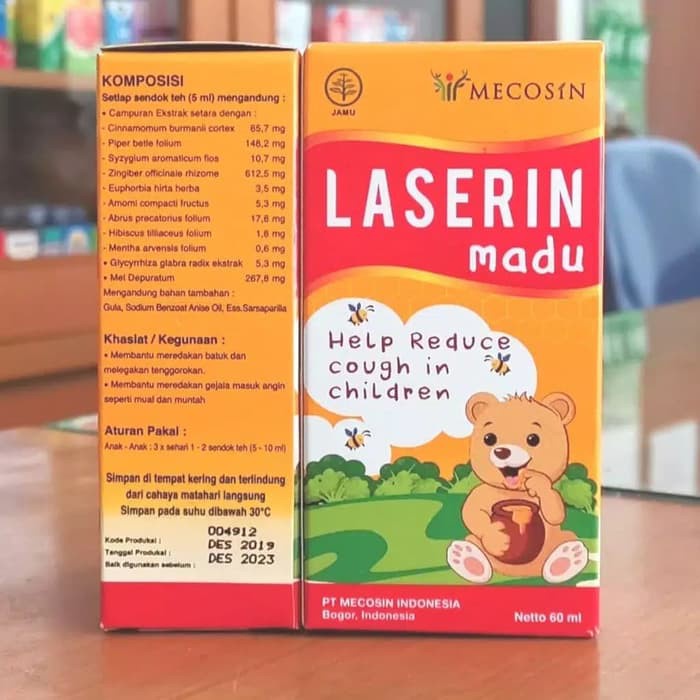 KOMPOSISI
Setiap sendok teh (5 ml) mengandung :
• Campuran Ekstrak setara dengan :
- Cinnamomum burmanii cortex 65,7 mg
- Piper betle folium 148,2 mg
- Syzygium aromaticum flos 10,7 mg
- Zingiber officinale rhizome 612,5 mg
- Euphorbia hirta herba 3,5 mg
- Amomi compacti fructus 5,3 mg
- Abrus precatorius folium 17,6 mg
- Hibiscus tilliaceus folium 1,8 mg
- Mentha arvensis folium 0,6 mg
• Glycyrrhiza glabra radix ekstrak 5,3 mg
• Mel Depuratum 267,8 mg
Mengandung bahan tambahan :
Gula, Sodium Benzoat Anise Oil, Ess.Sarsaparilla
Khasiat / Kegunaan :
• Membantu meredakan batuk dan
melegakan tenggorokan.
• Membantu meredakan gejala masuk angin
seperti mual dan muntah
Aturan Pakai :
Anak - Anak : 3 x sehari 1 - 2 sendok teh (5 - 10 ml)
Simpan di tempat kering dan terlindung
dari cahaya matahari langsung
Simpan pada suhu dibawah 30°C
Kode Produksi : 004912
Tanggal Produksi : DES 2019
Baik digunakan sebelum : DES 2023
JAMU
MECOSIN
LASERIN
madu
Help Reduce
cough in
children
PT MECOSIN INDONESIA
Bogor, Indonesia
Netto 60 ml